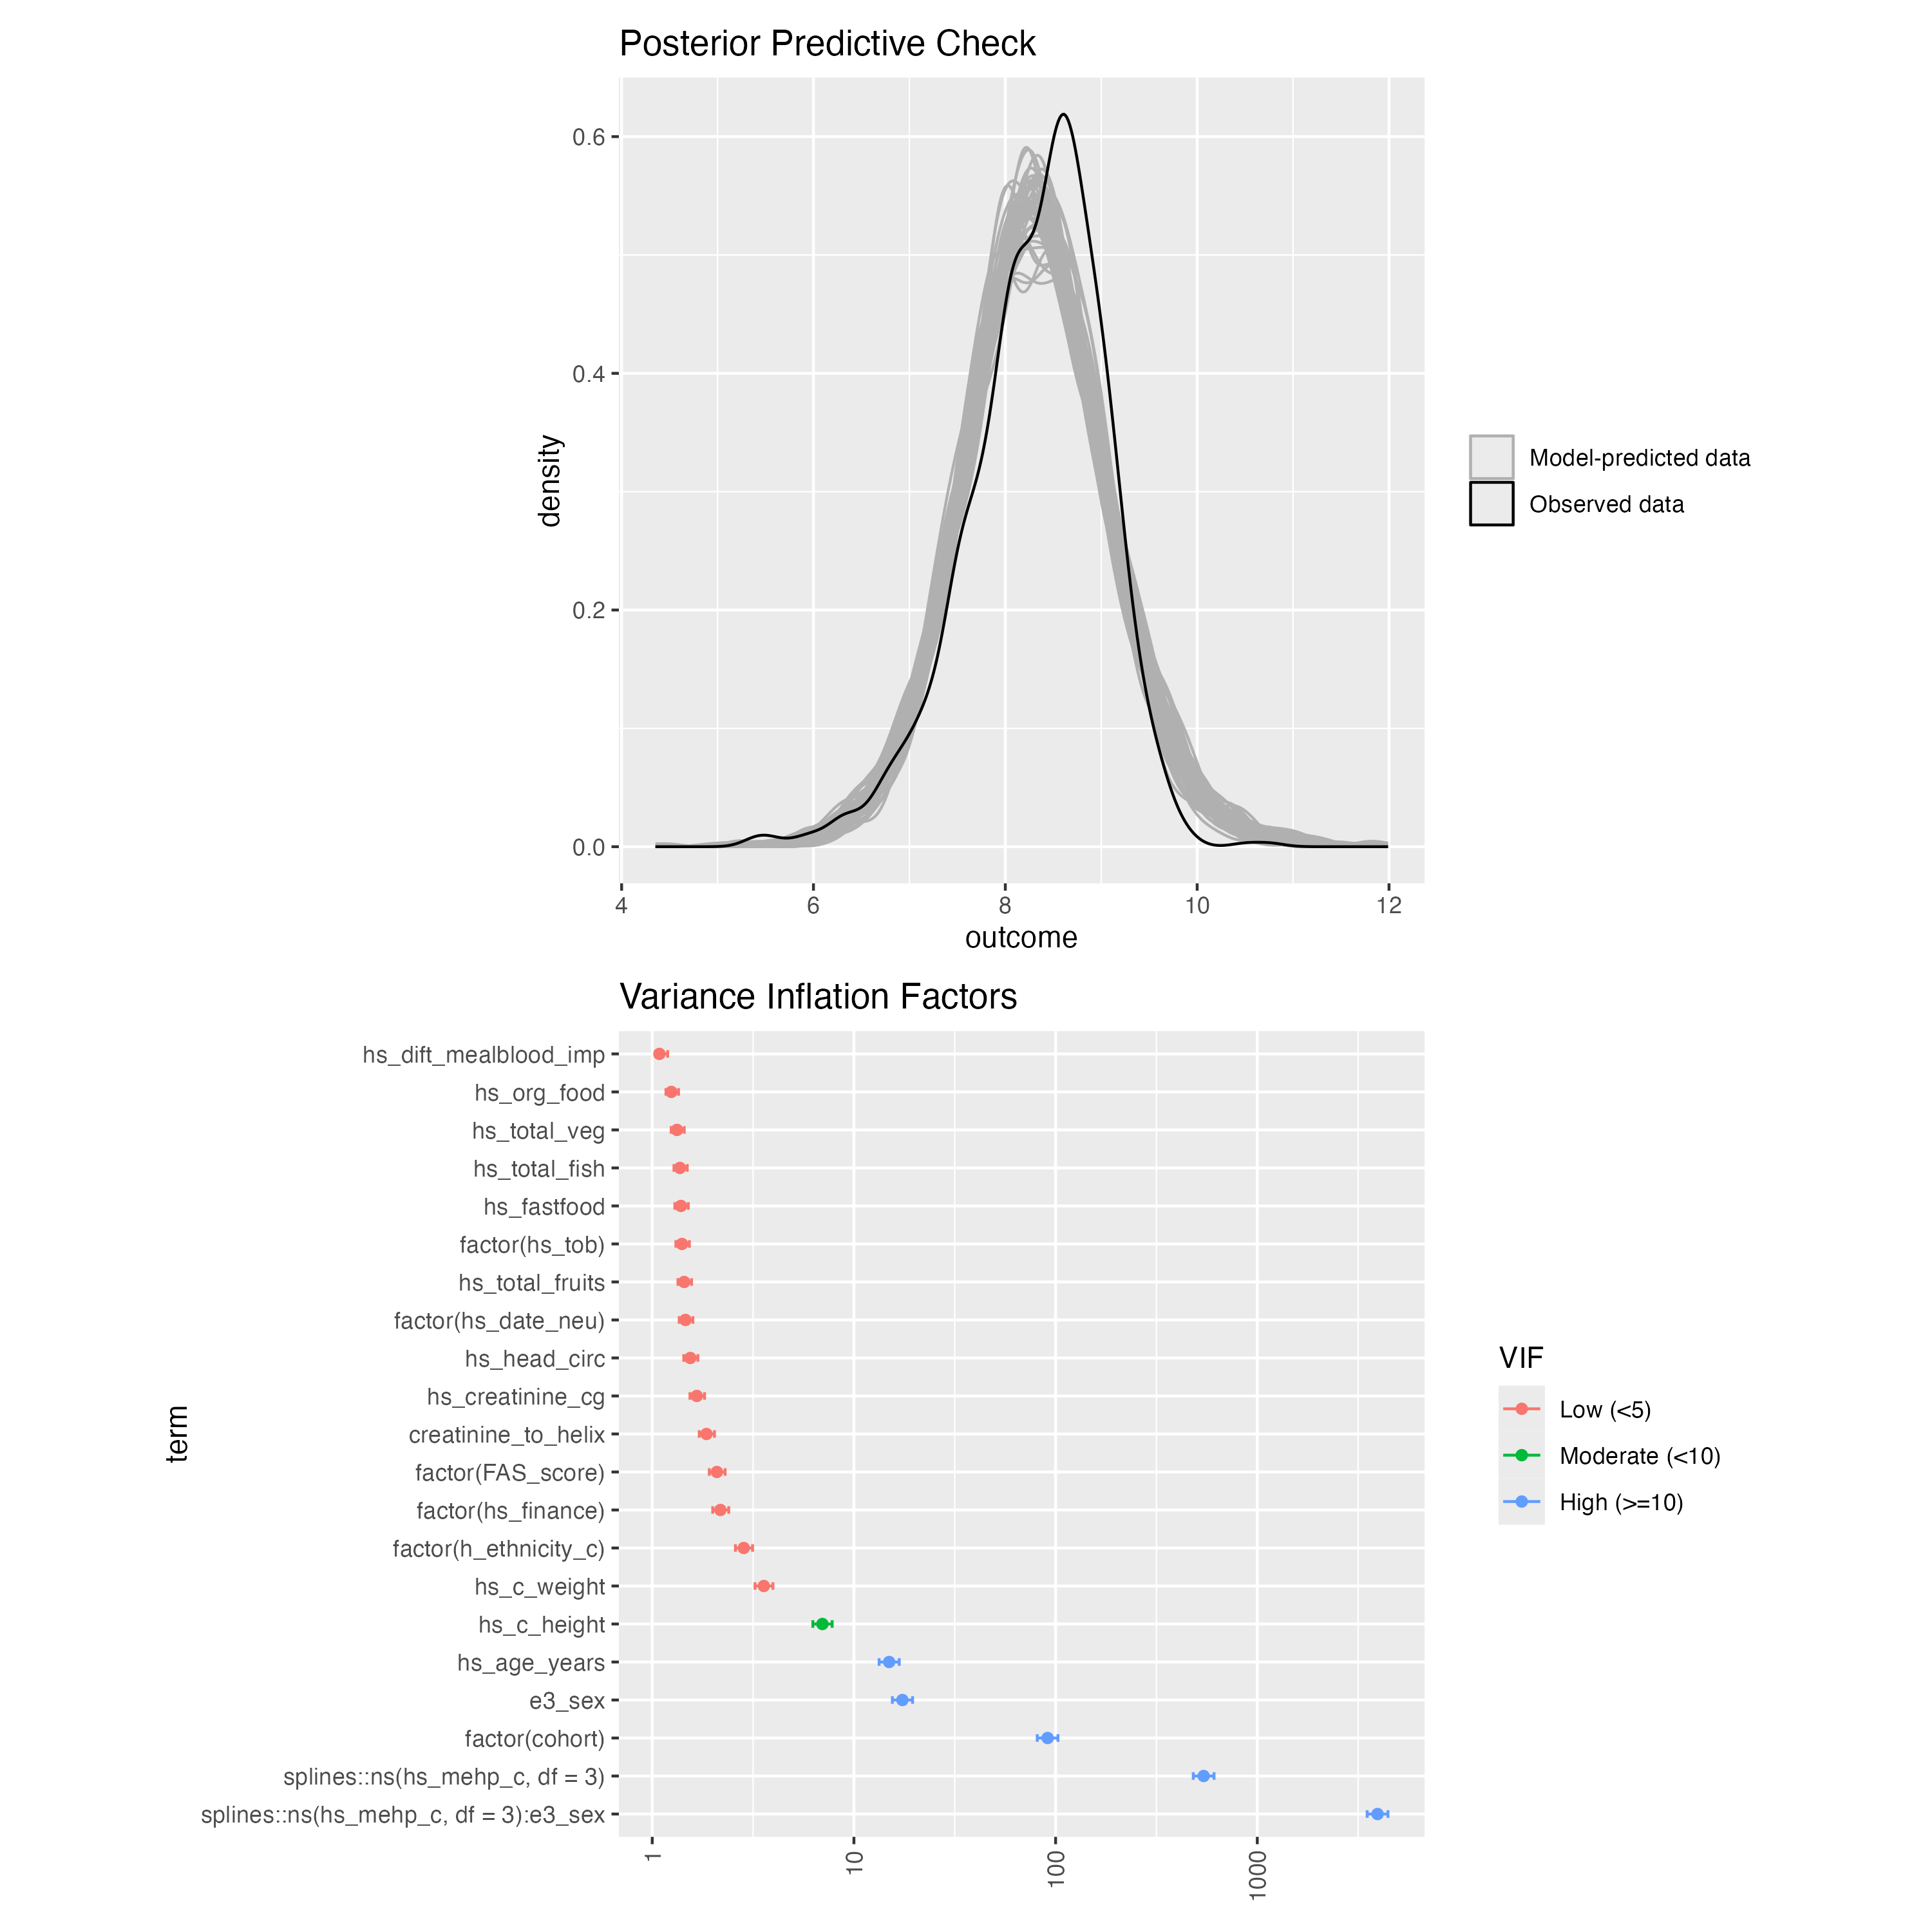 Posterior Predictive Check
0.6
0.4
0.2
0.0
density
4
6
8
10
12
outcome
Model-predicted data
Observed data
Variance Inflation Factors
hs_dift_mealblood_imp
hs_org_food
hs_total_veg
hs_total_fish
hs_fastfood
factor(hs_tob)
hs_total_fruits
factor(hs_date_neu)
hs_head_circ
hs_creatinine_cg
creatinine_to_helix
factor(FAS_score)
factor(hs_finance)
factor(h_ethnicity_c)
hs_c_weight
hs_c_height
hs_age_years
e3_sex
factor(cohort)
splines::ns(hs_mehp_c, df = 3)
splines::ns(hs_mehp_c, df = 3):e3_sex
term
1
10
100
1000
VIF
Low (<5)
Moderate (<10)
High (>=10)